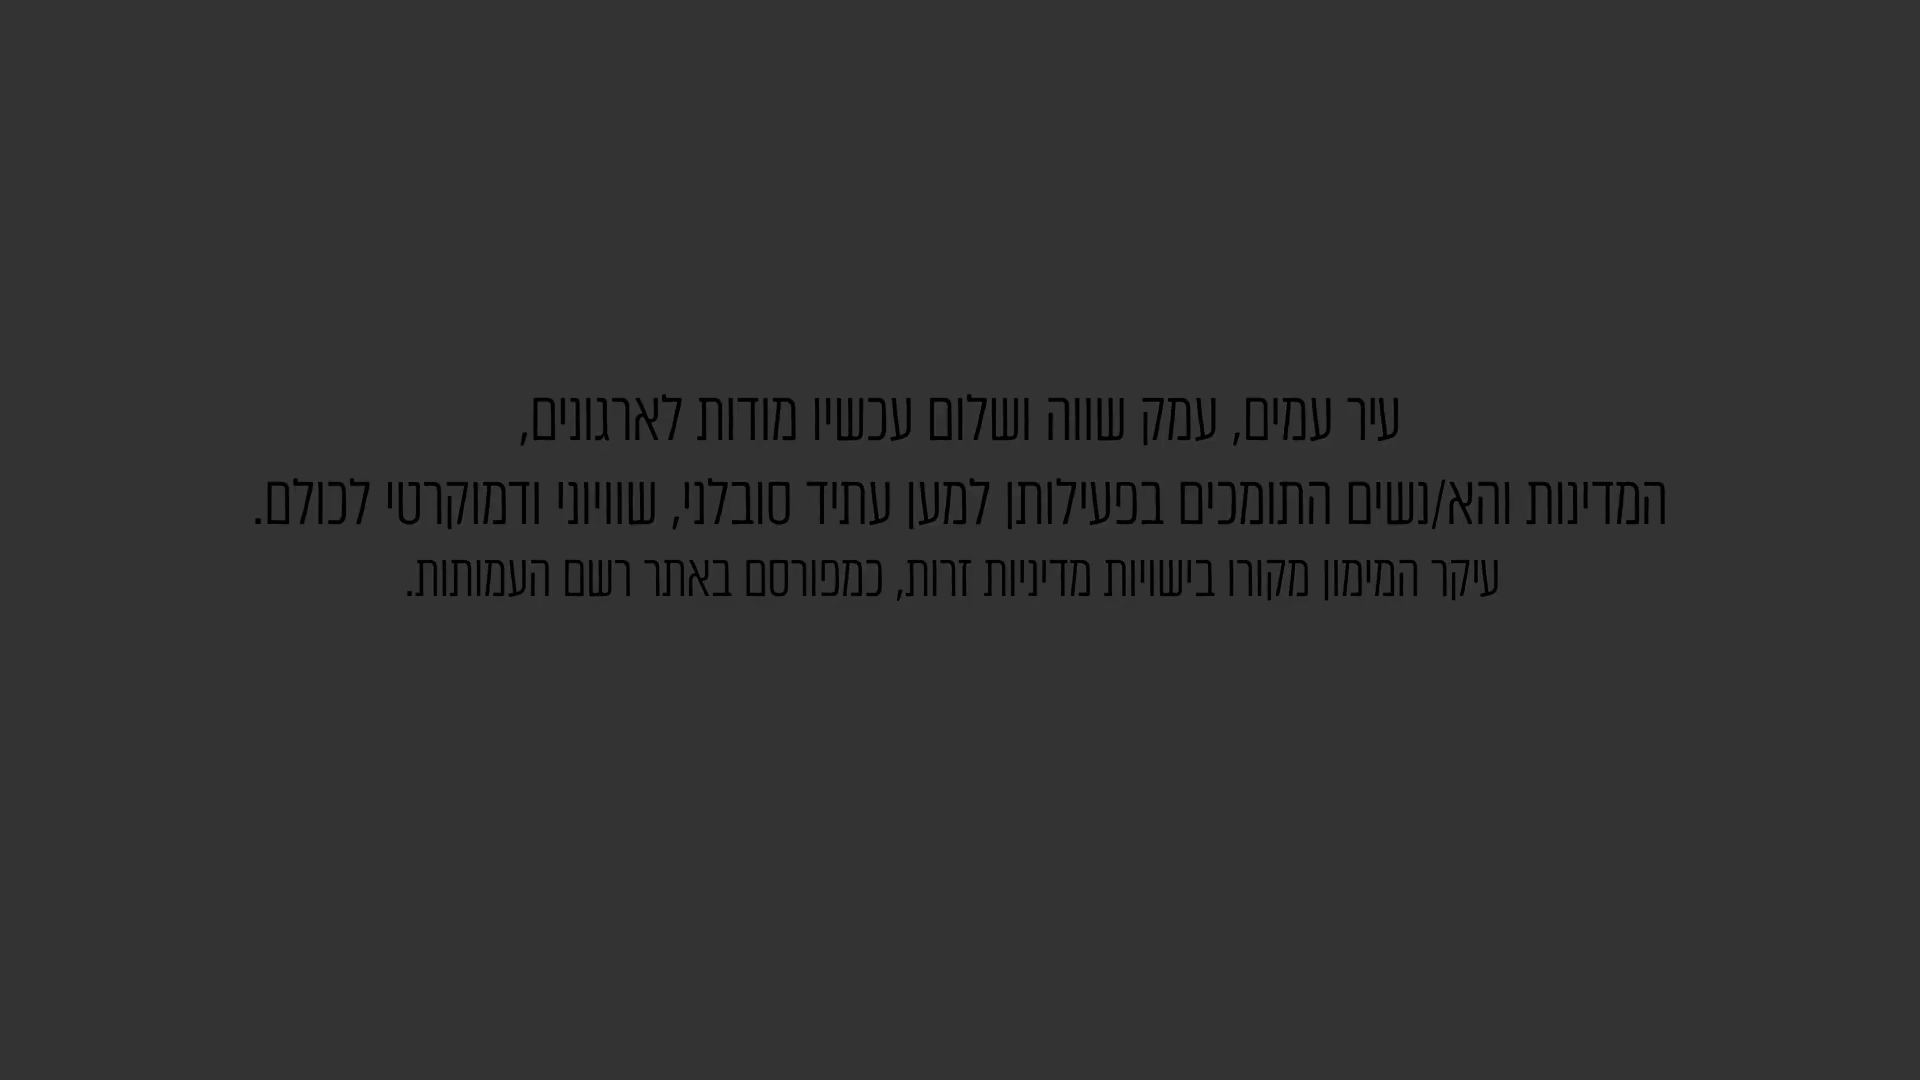 עיר עמים, עמק שווה ושלום עכשיו מודות לארגונים,
המדינות והא/נשים התומכים בפעילותן למען עתיד סובלני, שוויוני ודמוקרטי לכולם.
עיקר המימון מקורו בישויות מדיניות זרות, כמפורסם באתר רשם העמותות.